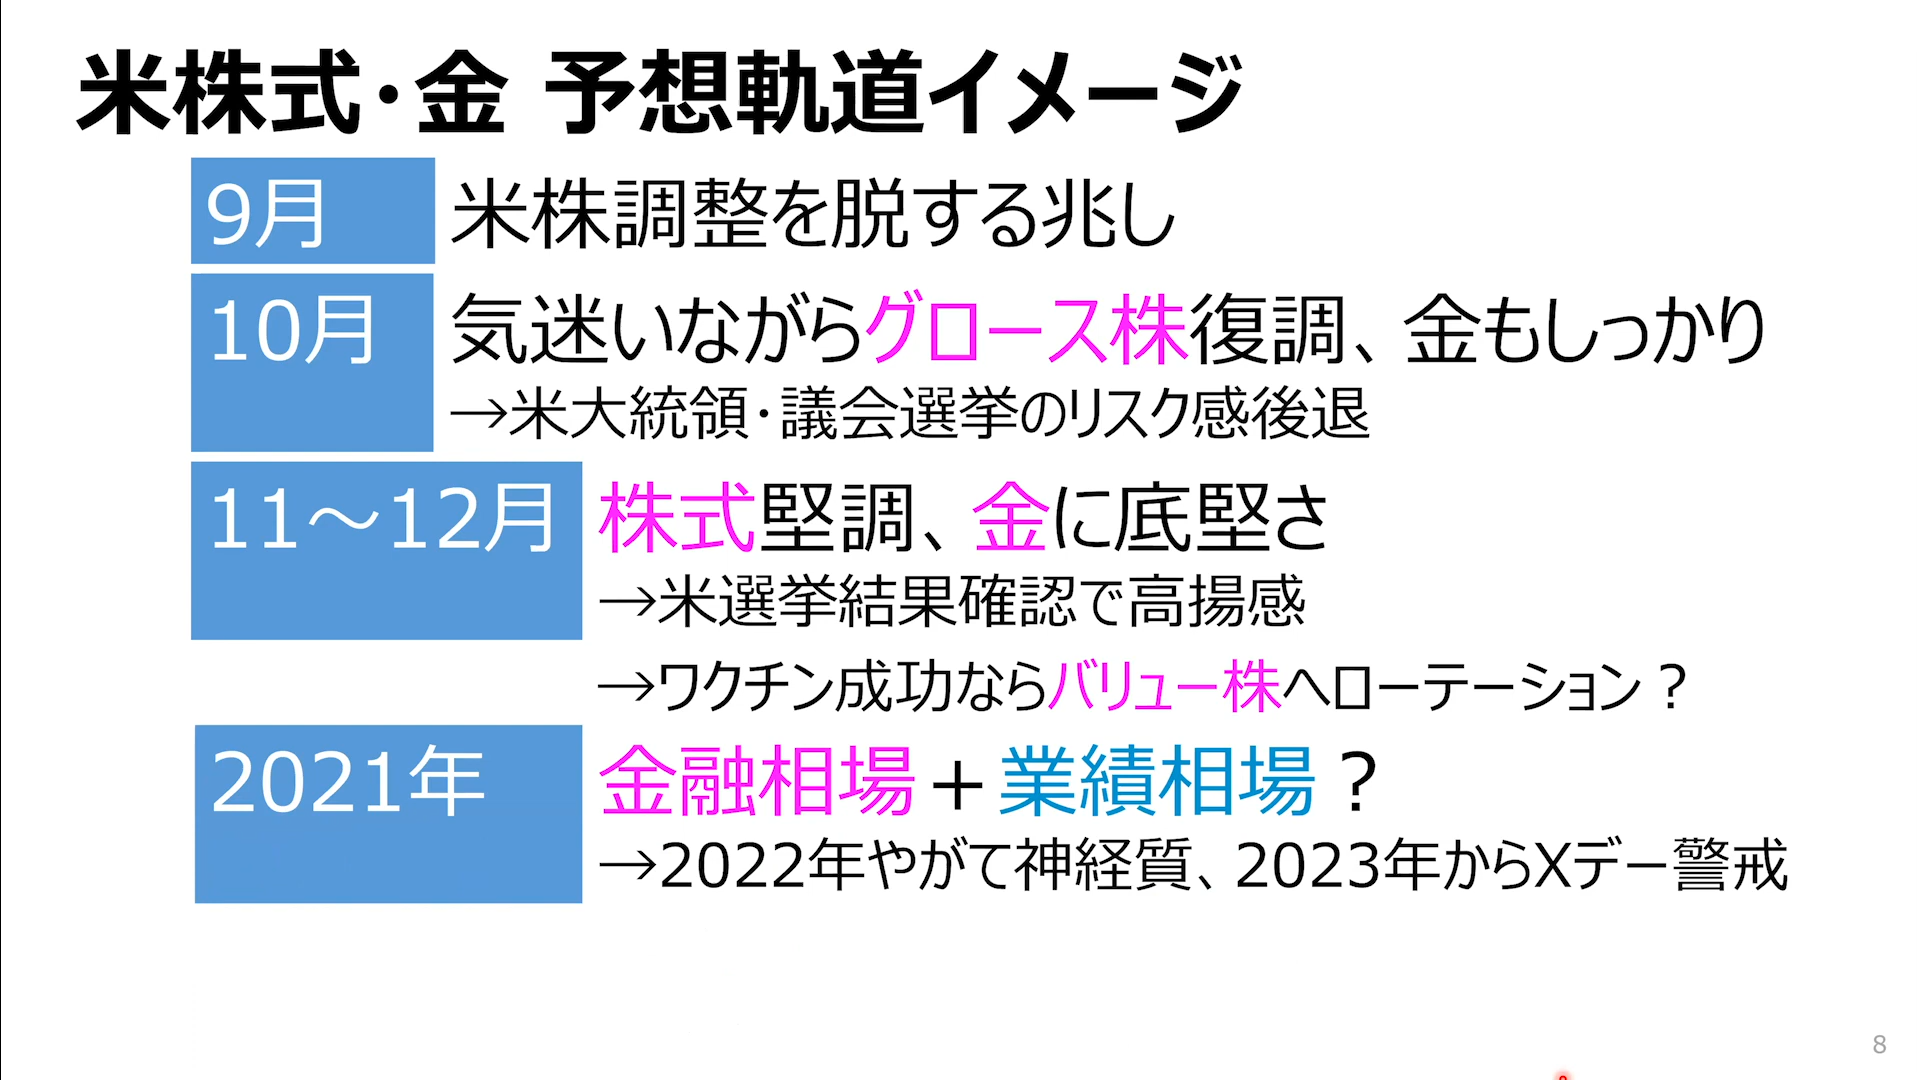 米株式・金 予想軌道イメージ
9月 米株調整を脱する兆し
10月 気迷いながらグロース株復調、金もしっかり
→米大統領・議会選挙のリスク感後退
11～12月 株式堅調、金に底堅さ
→米選挙結果確認で高揚感
→ワクチン成功ならバリュー株へローテーション？
2021年 金融相場＋業績相場？
→2022年やがて神経質、2023年からXデー警戒
8